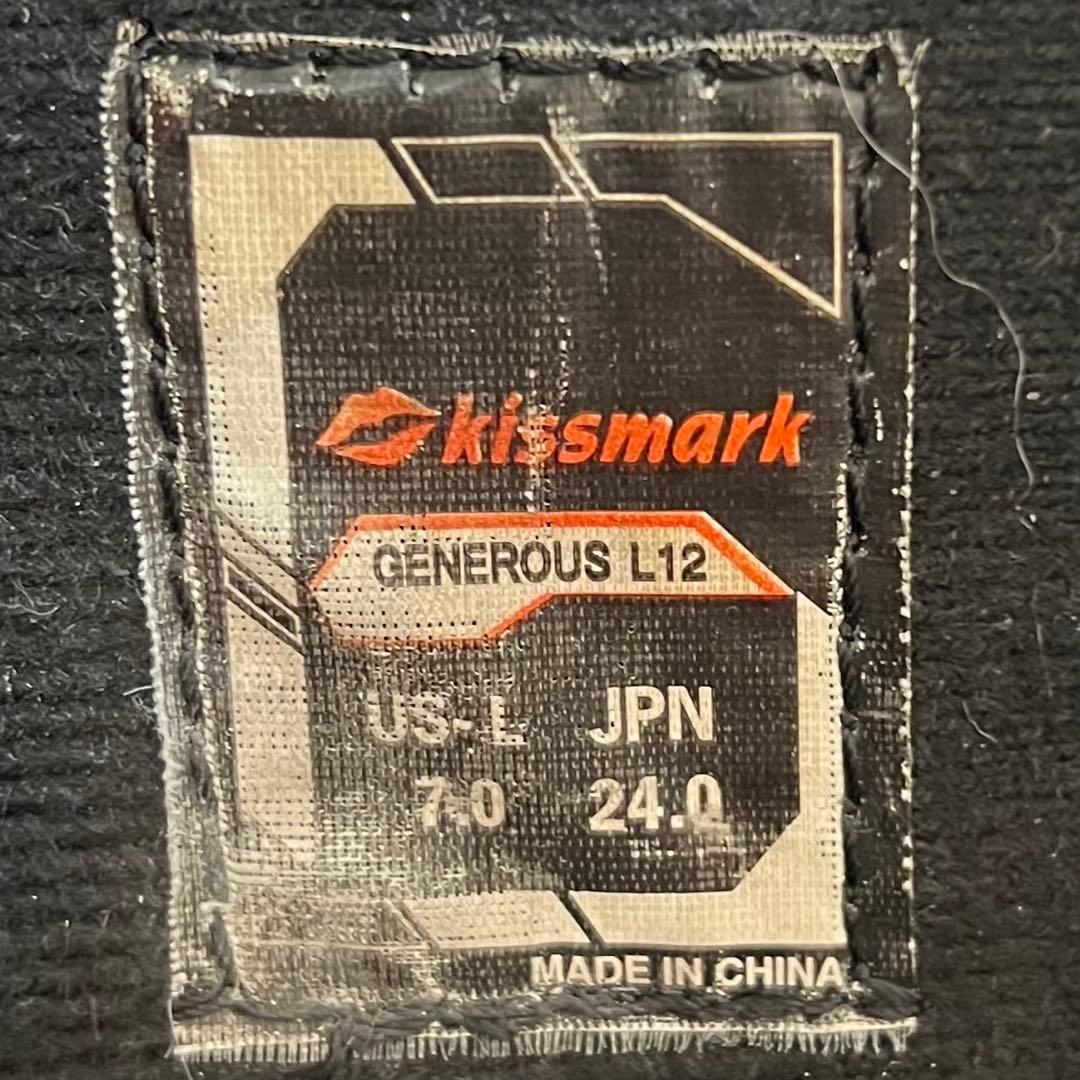 kissmark
GENEROUS L12
US-L JPN
7.0 24.0
MADE IN CHINA